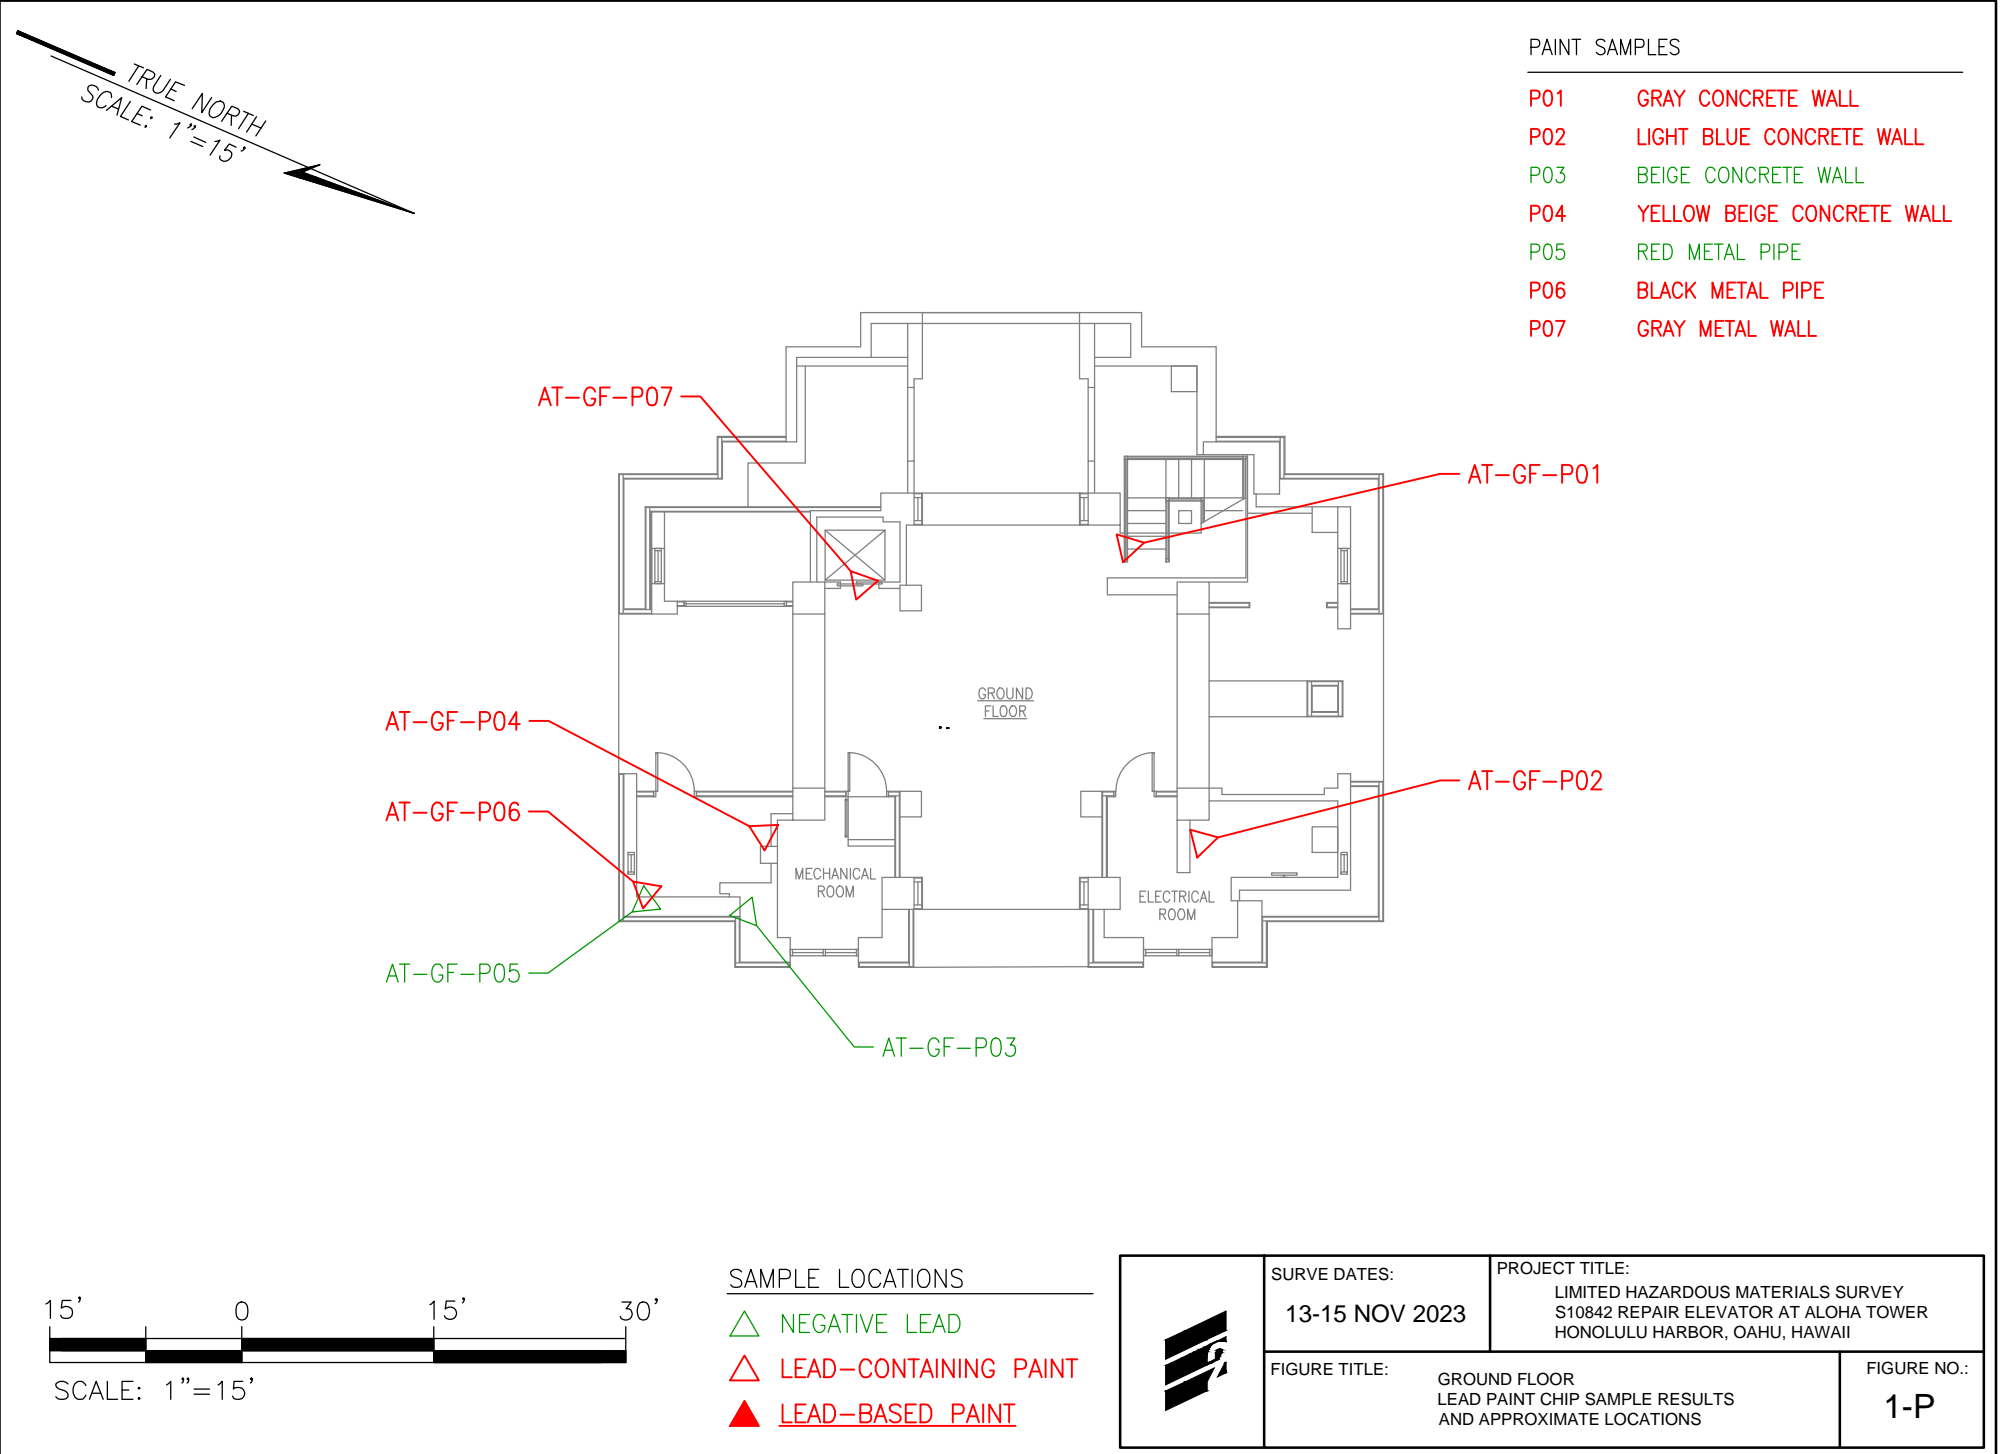 TRUE NORTH
SCALE: 1"=15'
PAINT SAMPLES
P01 GRAY CONCRETE WALL
P02 LIGHT BLUE CONCRETE WALL
P03 BEIGE CONCRETE WALL
P04 YELLOW BEIGE CONCRETE WALL
P05 RED METAL PIPE
P06 BLACK METAL PIPE
P07 GRAY METAL WALL
AT-GF-P07
AT-GF-P01
GROUND
FLOOR
AT-GF-P04
AT-GF-P02
AT-GF-P06
MECHANICAL
ROOM
ELECTRICAL
ROOM
AT-GF-P05
AT-GF-P03
15' 0 15' 30'
SCALE: 1"=15'
SAMPLE LOCATIONS
NEGATIVE LEAD
LEAD-CONTAINING PAINT
LEAD-BASED PAINT
SURVE DATES:
13-15 NOV 2023
PROJECT TITLE:
LIMITED HAZARDOUS MATERIALS SURVEY
S10842 REPAIR ELEVATOR AT ALOHA TOWER
HONOLULU HARBOR, OAHU, HAWAII
FIGURE TITLE:
GROUND FLOOR
LEAD PAINT CHIP SAMPLE RESULTS
AND APPROXIMATE LOCATIONS
FIGURE NO.:
1-P